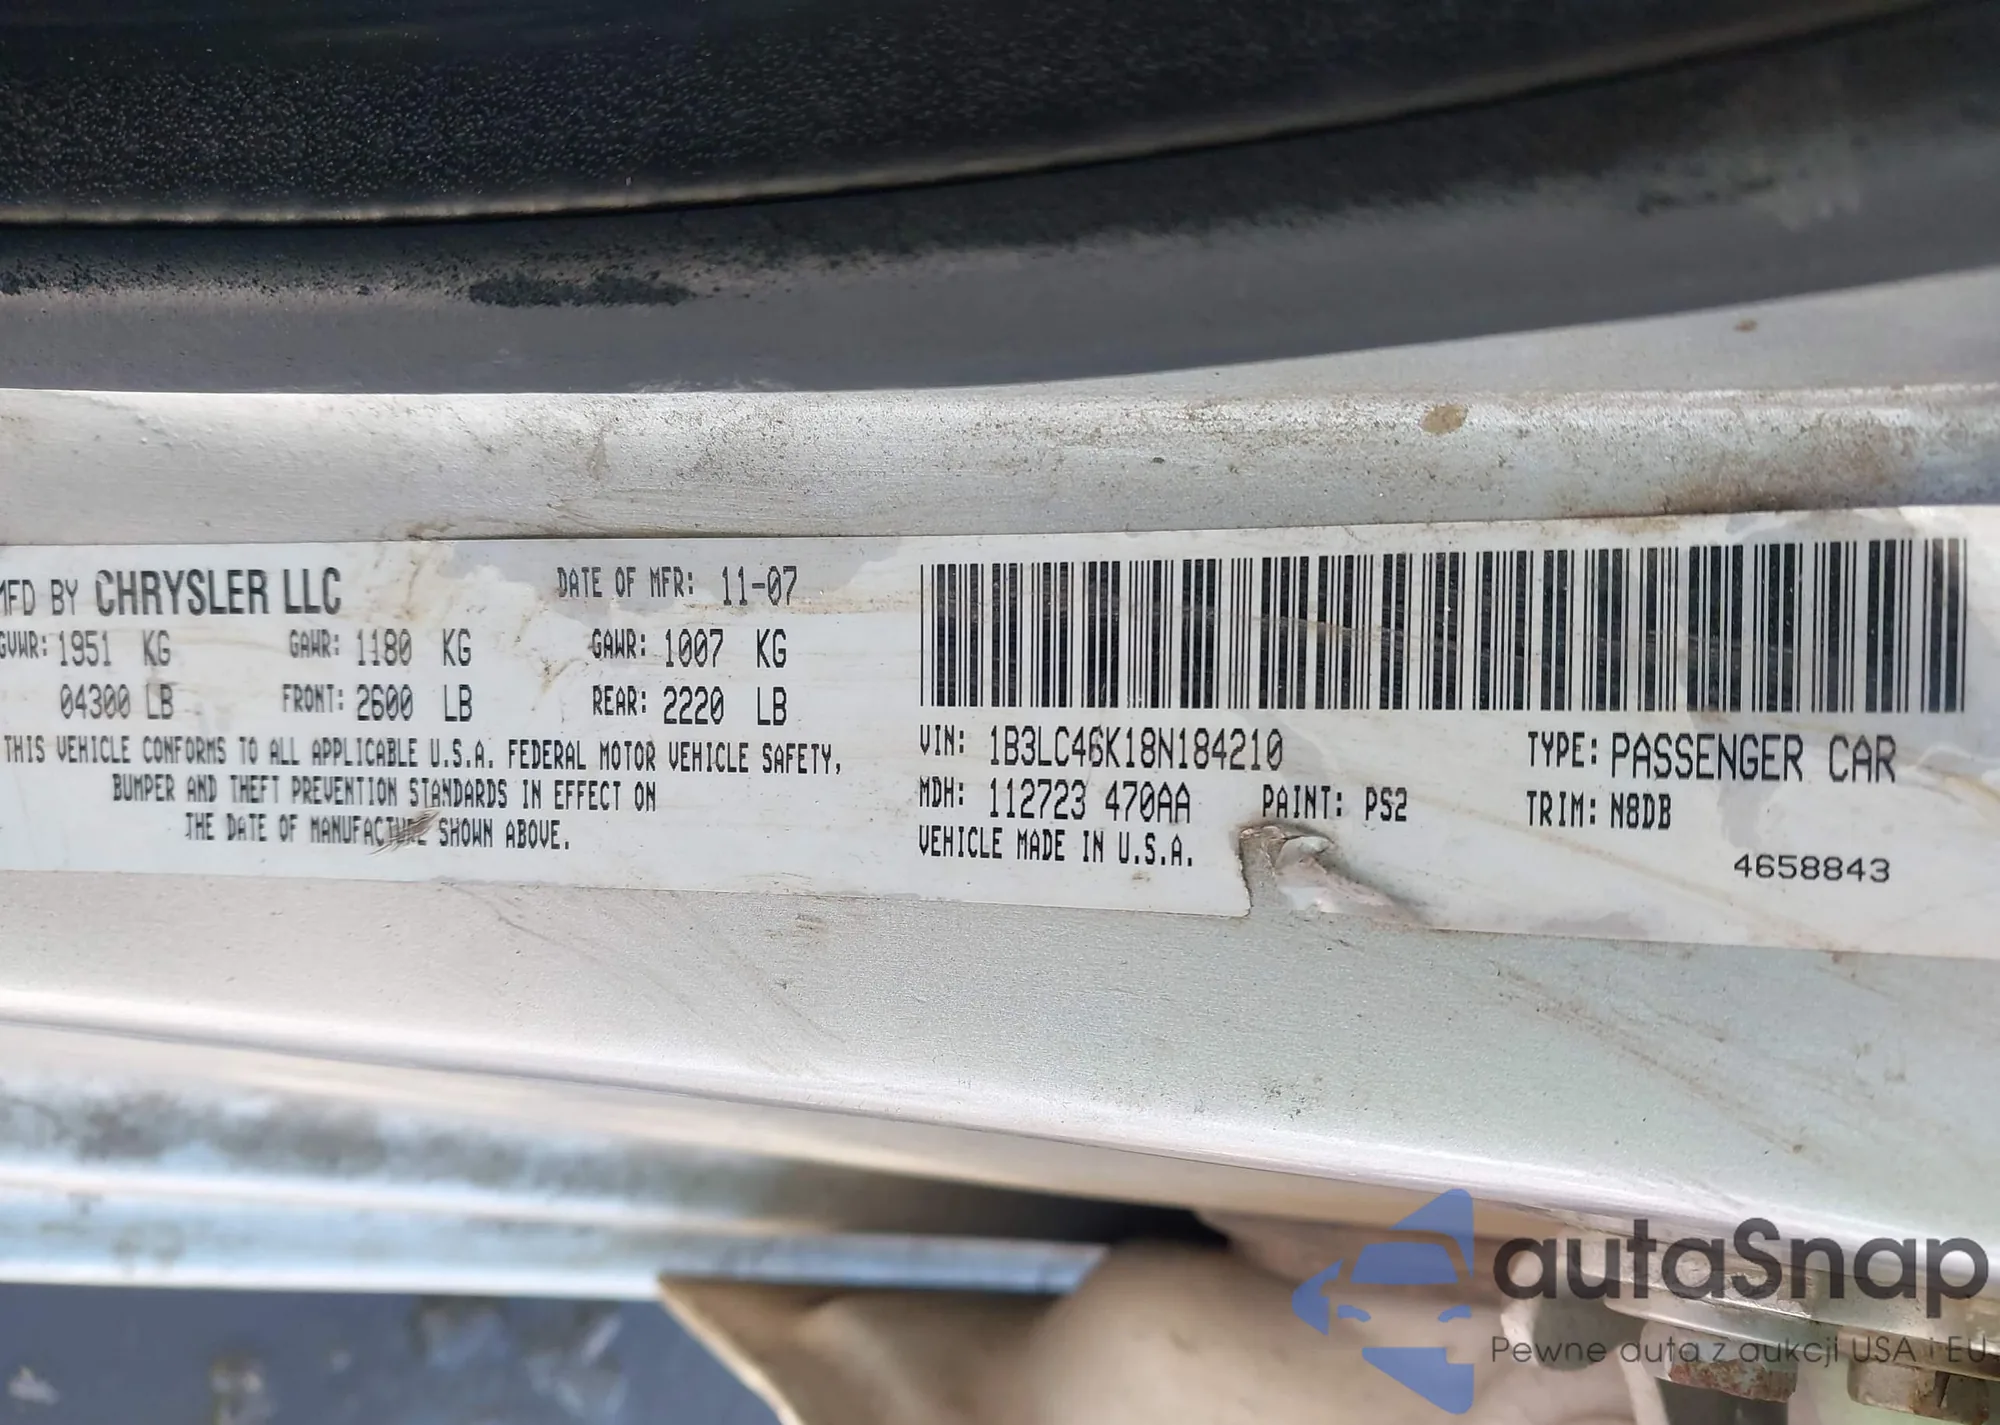 MFD BY CHRYSLER LLC DATE OF MFR: 11-07
GVWR: 1951 KG GAWR: 1180 KG GAWR: 1007 KG
04300 LB FRONT: 2600 LB REAR: 2220 LB
THIS VEHICLE CONFORMS TO ALL APPLICABLE U.S.A. FEDERAL MOTOR VEHICLE SAFETY,
BUMPER AND THEFT PREVENTION STANDARDS IN EFFECT ON
THE DATE OF MANUFACTURE SHOWN ABOVE.
VIN: 1B3LC46K18N184210 TYPE: PASSENGER CAR
MDH: 112723 470AA PAINT: PS2 TRIM: N8DB
VEHICLE MADE IN U.S.A.
4658843
autaSnap
Pewne auta z aukcji USA i EU